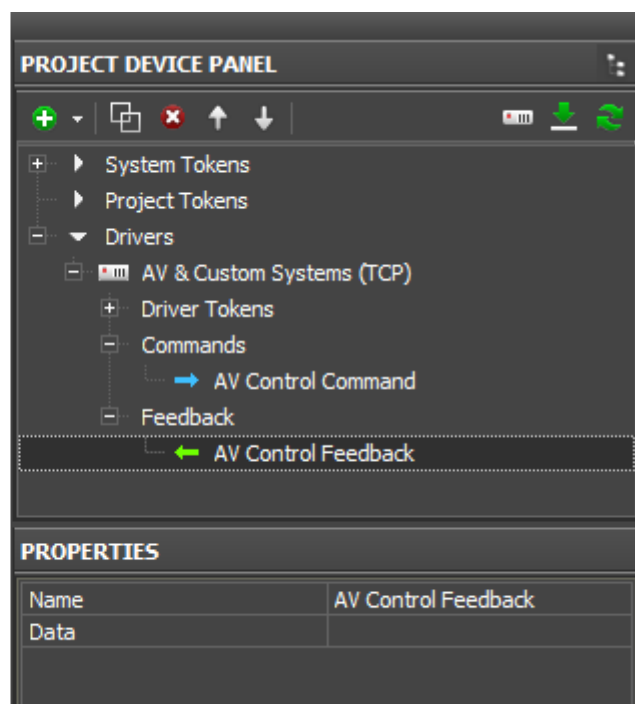 PROJECT DEVICE PANEL
System Tokens
Project Tokens
Drivers
AV & Custom Systems (TCP)
Driver Tokens
Commands
AV Control Command
Feedback
AV Control Feedback
PROPERTIES
Name AV Control Feedback
Data